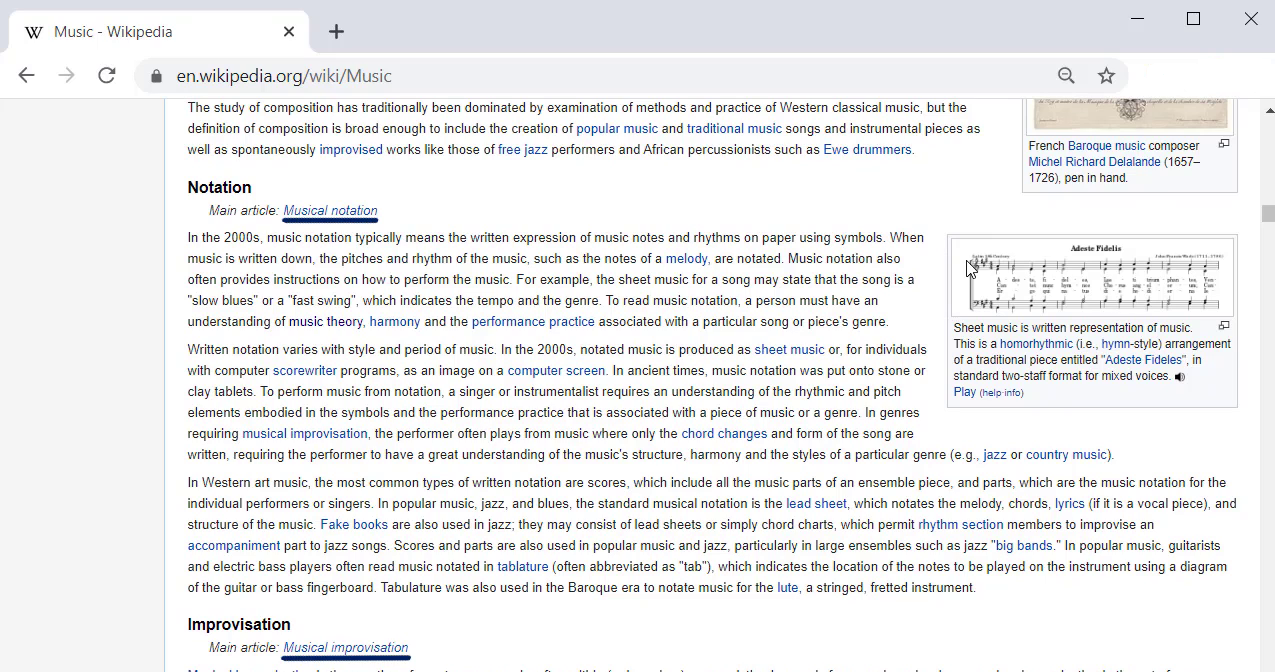 Music - Wikipedia
en.wikipedia.org/wiki/Music
The study of composition has traditionally been dominated by examination of methods and practice of Western classical music, but the
definition of composition is broad enough to include the creation of popular music and traditional music songs and instrumental pieces as
well as spontaneously improvised works like those of free jazz performers and African percussionists such as Ewe drummers.
French Baroque music composer
Michel Richard Delalande (1657–
1726), pen in hand.
Notation
Main article: Musical notation
In the 2000s, music notation typically means the written expression of music notes and rhythms on paper using symbols. When
music is written down, the pitches and rhythm of the music, such as the notes of a melody, are notated. Music notation also
often provides instructions on how to perform the music. For example, the sheet music for a song may state that the song is a
"slow blues" or a "fast swing", which indicates the tempo and the genre. To read music notation, a person must have an
understanding of music theory, harmony and the performance practice associated with a particular song or piece's genre.
Adeste Fidelis
Sheet music is written representation of music.
This is a homorhythmic (i.e., hymn-style) arrangement
of a traditional piece entitled "Adeste Fideles", in
standard two-staff format for mixed voices.
Play (help·info)
Written notation varies with style and period of music. In the 2000s, notated music is produced as sheet music or, for individuals
with computer scorewriter programs, as an image on a computer screen. In ancient times, music notation was put onto stone or
clay tablets. To perform music from notation, a singer or instrumentalist requires an understanding of the rhythmic and pitch
elements embodied in the symbols and the performance practice that is associated with a piece of music or a genre. In genres
requiring musical improvisation, the performer often plays from music where only the chord changes and form of the song are
written, requiring the performer to have a great understanding of the music's structure, harmony and the styles of a particular genre (e.g., jazz or country music).
In Western art music, the most common types of written notation are scores, which include all the music parts of an ensemble piece, and parts, which are the music notation for the
individual performers or singers. In popular music, jazz, and blues, the standard musical notation is the lead sheet, which notates the melody, chords, lyrics (if it is a vocal piece), and
structure of the music. Fake books are also used in jazz; they may consist of lead sheets or simply chord charts, which permit rhythm section members to improvise an
accompaniment part to jazz songs. Scores and parts are also used in popular music and jazz, particularly in large ensembles such as jazz "big bands." In popular music, guitarists
and electric bass players often read music notated in tablature (often abbreviated as "tab"), which indicates the location of the notes to be played on the instrument using a diagram
of the guitar or bass fingerboard. Tabulature was also used in the Baroque era to notate music for the lute, a stringed, fretted instrument.
Improvisation
Main article: Musical improvisation